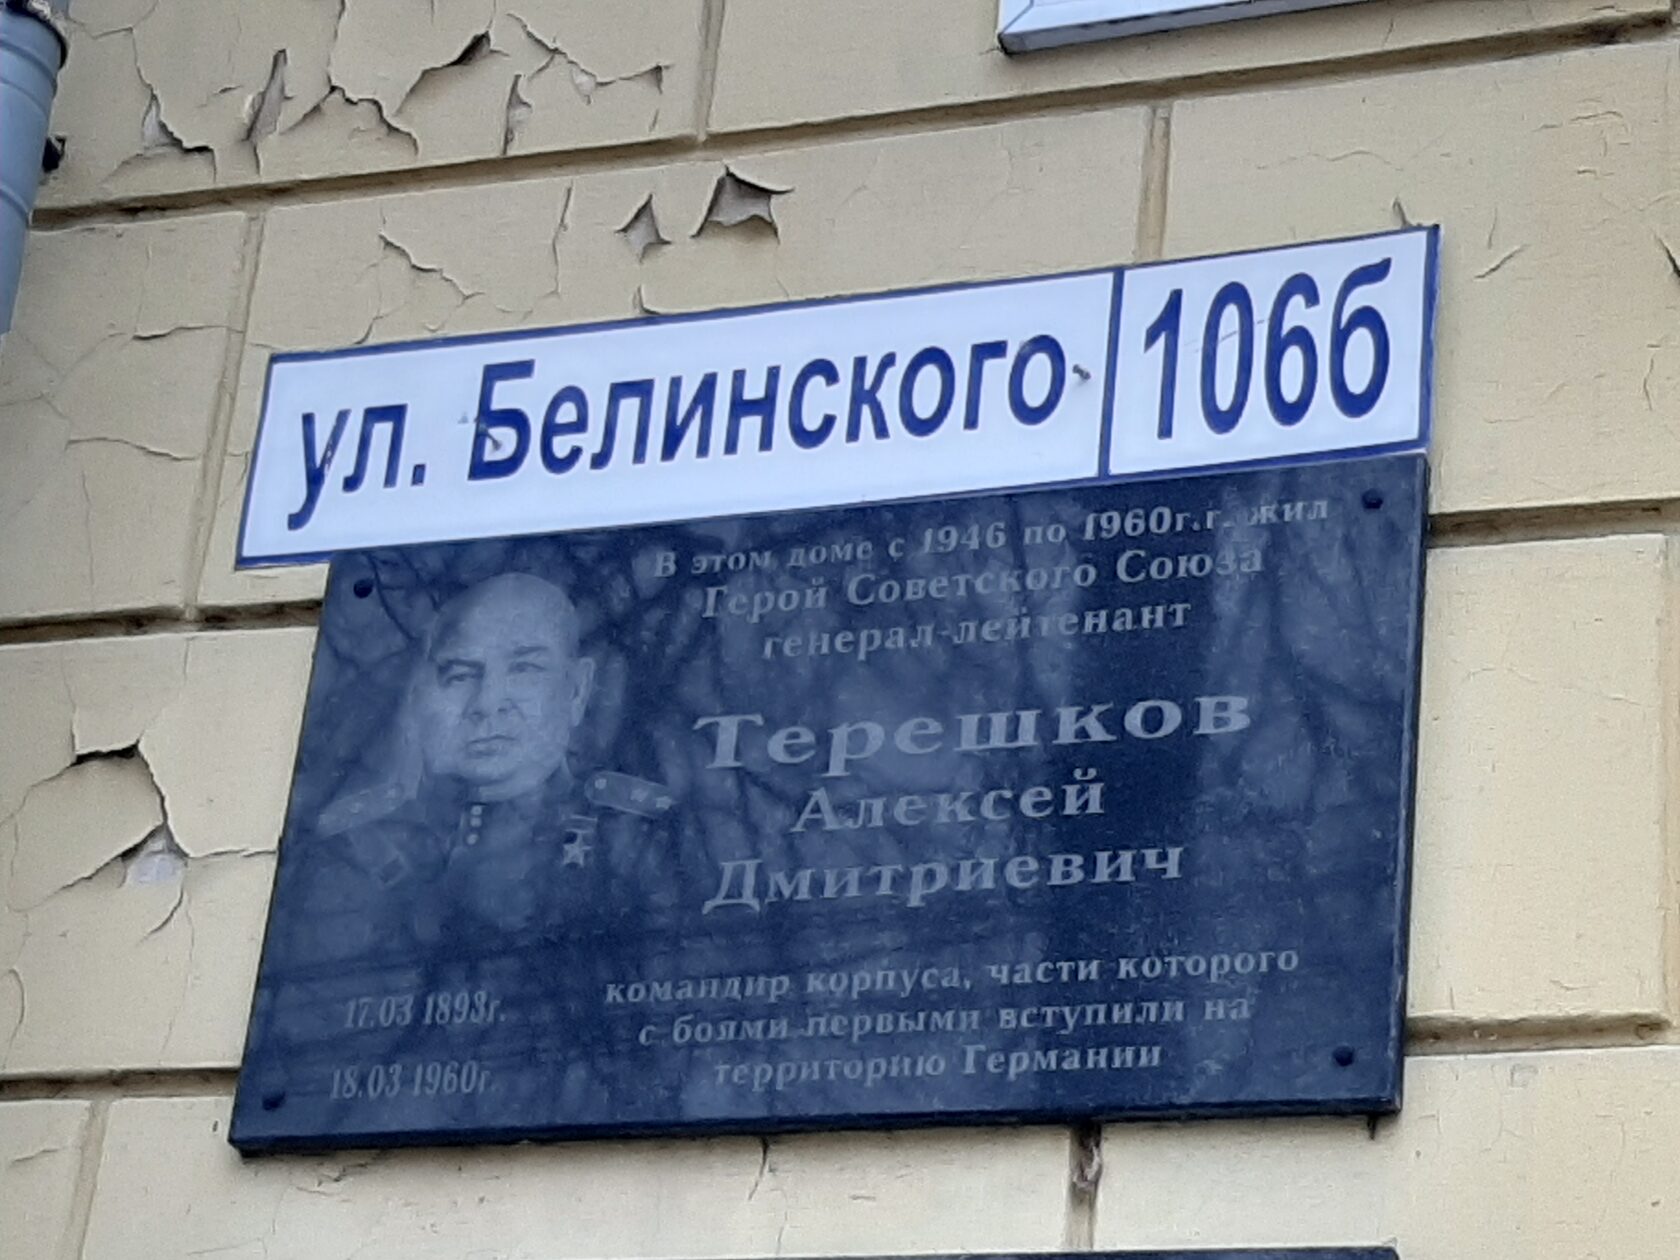 ул. Белинского 106б
В этом доме с 1946 по 1960г.г. жил
Герой Советского Союза
генерал-лейтенант
Терешков
Алексей
Дмитриевич
17.03 1893г.
18.03 1960г.
командир корпуса, части которого
с боями первыми вступили на
территорию Германии